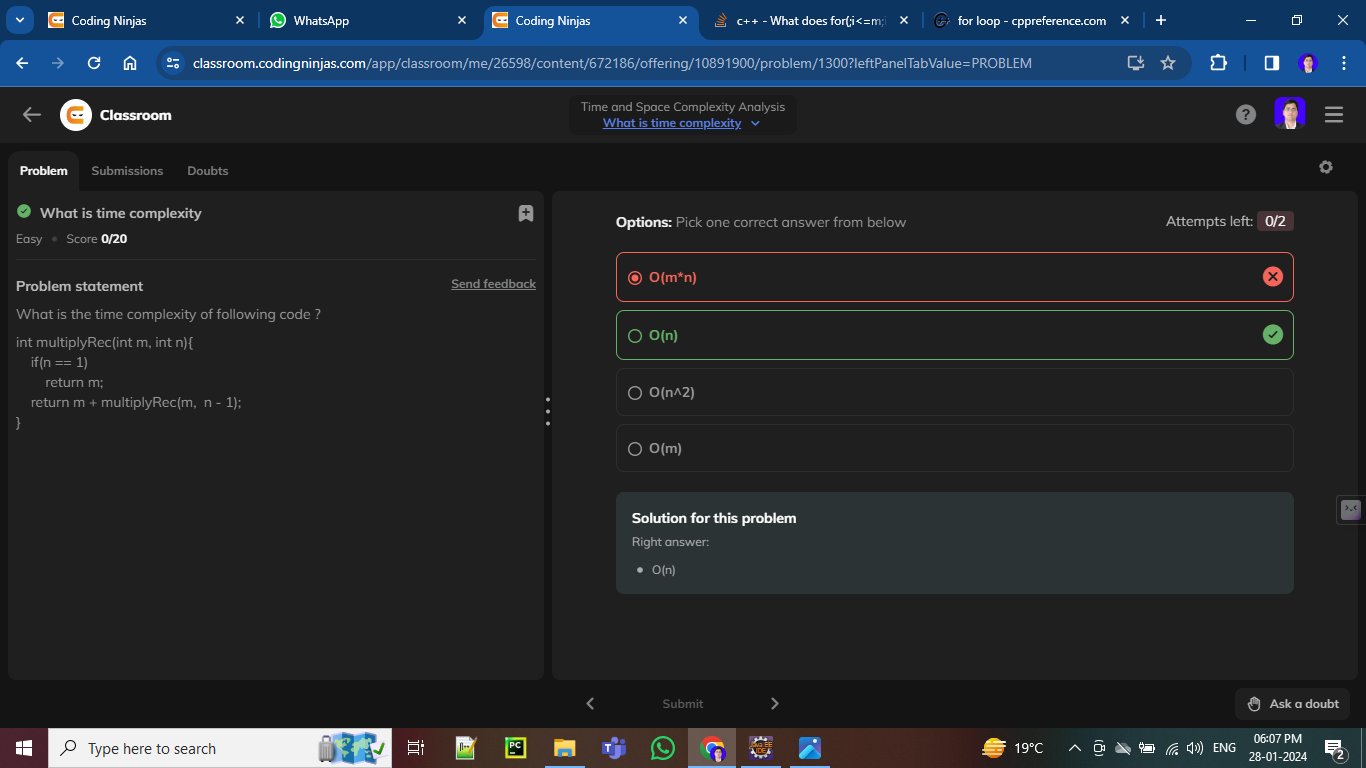 Coding Ninjas
WhatsApp
Coding Ninjas
c++ - What does for(;i<=m;i
for loop - cppreference.com
classroom.codingninjas.com/app/classroom/me/26598/content/672186/offering/10891900/problem/1300?leftPanelTabValue=PROBLEM
Classroom
Time and Space Complexity Analysis
What is time complexity
Problem
Submissions
Doubts
What is time complexity
Easy • Score 0/20
Problem statement
Send feedback
What is the time complexity of following code ?
int multiplyRec(int m, int n){
if(n == 1)
return m;
return m + multiplyRec(m, n - 1);
}
Options: Pick one correct answer from below
Attempts left: 0/2
O(m*n)
O(n)
O(n^2)
O(m)
Solution for this problem
Right answer:
• O(n)
Submit
Ask a doubt
Type here to search
PC
19°C
ENG
06:07 PM
28-01-2024
2